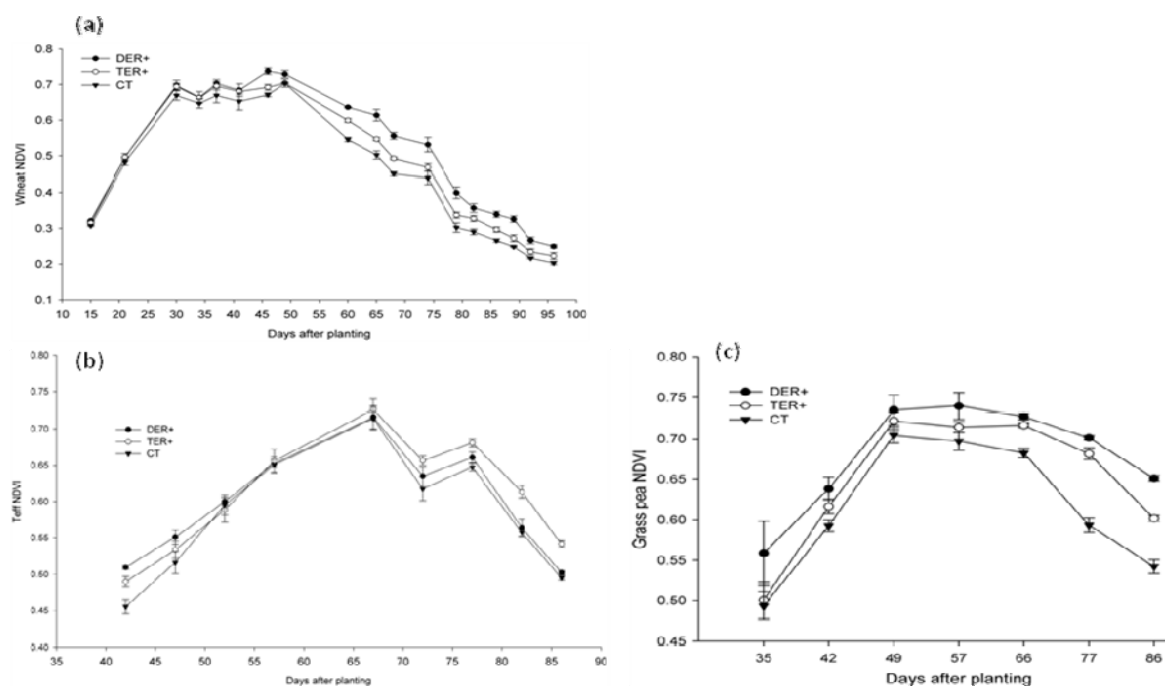 (a)
DER+
TER+
CT
Wheat NDVI
0.8
0.7
0.6
0.5
0.4
0.3
0.2
0.1
10 15 20 25 30 35 40 45 50 55 60 65 70 75 80 85 90 95 100
Days after planting
(b)
DER+
TER+
CT
Teff NDVI
0.80
0.75
0.70
0.65
0.60
0.55
0.50
0.45
0.40
35 40 45 50 55 60 65 70 75 80 85 90
Days after planting
(c)
DER+
TER+
CT
Grass pea NDVI
0.80
0.75
0.70
0.65
0.60
0.55
0.50
0.45
35 42 49 57 66 77 86
Days after planting